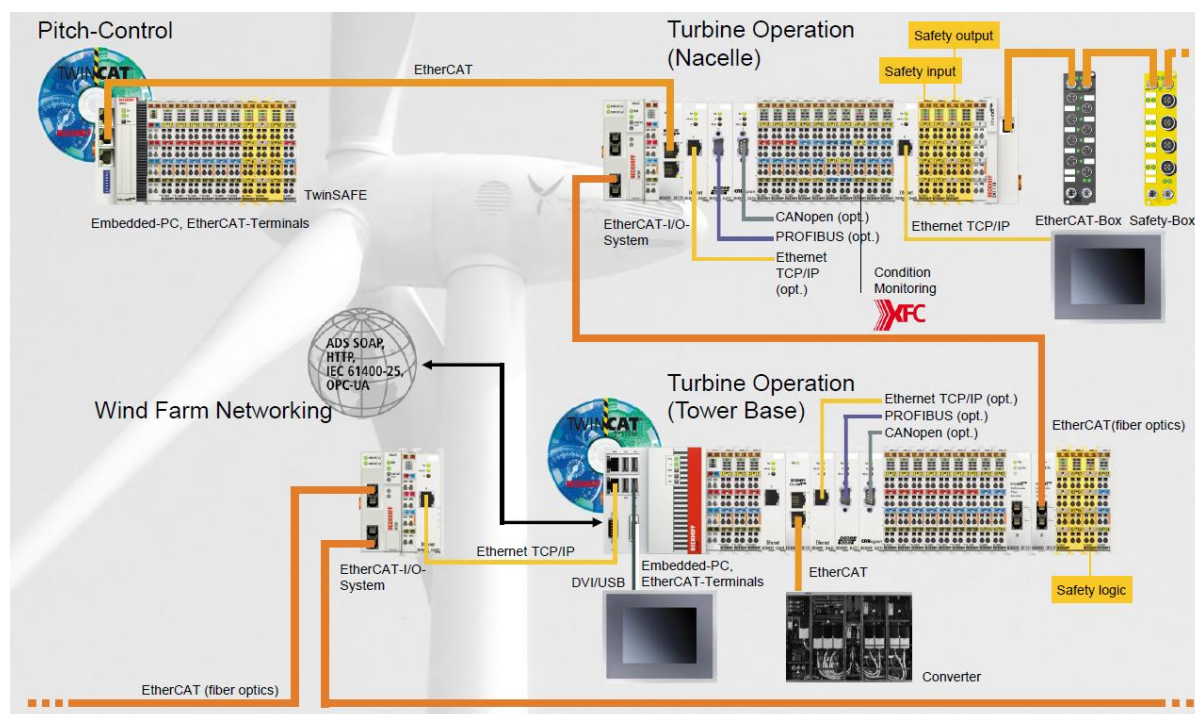 Pitch-Control
TWINCAT
EtherCAT
TwinSAFE
Embedded-PC, EtherCAT-Terminals
Turbine Operation
(Nacelle)
Safety output
Safety input
BECKHOFF
EtherCAT-I/O-
System
CANopen (opt.)
PROFIBUS (opt.)
Ethernet
TCP/IP
(opt.)
Condition
Monitoring
XFC
Ethernet TCP/IP
EtherCAT-Box
Safety-Box
ADS SOAP,
HTTP,
IEC 61400-25,
OPC-UA
Wind Farm Networking
Turbine Operation
(Tower Base)
Ethernet TCP/IP (opt.)
PROFIBUS (opt.)
CANopen (opt.)
EtherCAT(fiber optics)
TWINCAT
BECKHOFF
BECKHOFF
Ethernet TCP/IP
EtherCAT-I/O-
System
DVI/USB
Embedded-PC,
EtherCAT-Terminals
EtherCAT
Safety logic
Converter
EtherCAT (fiber optics)